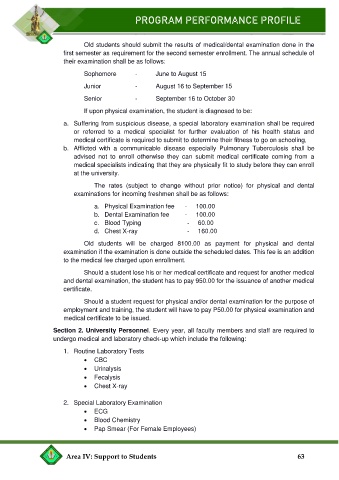 PROGRAM PERFORMANCE PROFILE
Old students should submit the results of medical/dental examination done in the
first semester as requirement for the second semester enrollment. The annual schedule of
their examination shall be as follows:
Sophomore - June to August 15
Junior - August 16 to September 15
Senior - September 16 to October 30
If upon physical examination, the student is diagnosed to be:
a. Suffering from suspicious disease, a special laboratory examination shall be required
or referred to a medical specialist for further evaluation of his health status and
medical certificate is required to submit to determine their fitness to go on schooling.
b. Afflicted with a communicable disease especially Pulmonary Tuberculosis shall be
advised not to enroll otherwise they can submit medical certificate coming from a
medical specialists indicating that they are physically fit to study before they can enroll
at the university.
The rates (subject to change without prior notice) for physical and dental
examinations for incoming freshmen shall be as follows:
a. Physical Examination fee - 100.00
b. Dental Examination fee - 100.00
c. Blood Typing - 60.00
d. Chest X-ray - 160.00
Old students will be charged 8100.00 as payment for physical and dental
examination if the examination is done outside the scheduled dates. This fee is an addition
to the medical fee charged upon enrollment.
Should a student lose his or her medical certificate and request for another medical
and dental examination, the student has to pay 950.00 for the issuance of another medical
certificate.
Should a student request for physical and/or dental examination for the purpose of
employment and training, the student will have to pay P50.00 for physical examination and
medical certificate to be issued.
Section 2. University Personnel. Every year, all faculty members and staff are required to
undergo medical and laboratory check-up which include the following:
1. Routine Laboratory Tests
• CBC
• Urinalysis
• Fecalysis
• Chest X-ray
2. Special Laboratory Examination
• ECG
• Blood Chemistry
• Pap Smear (For Female Employees)
Area IV: Support to Students 63